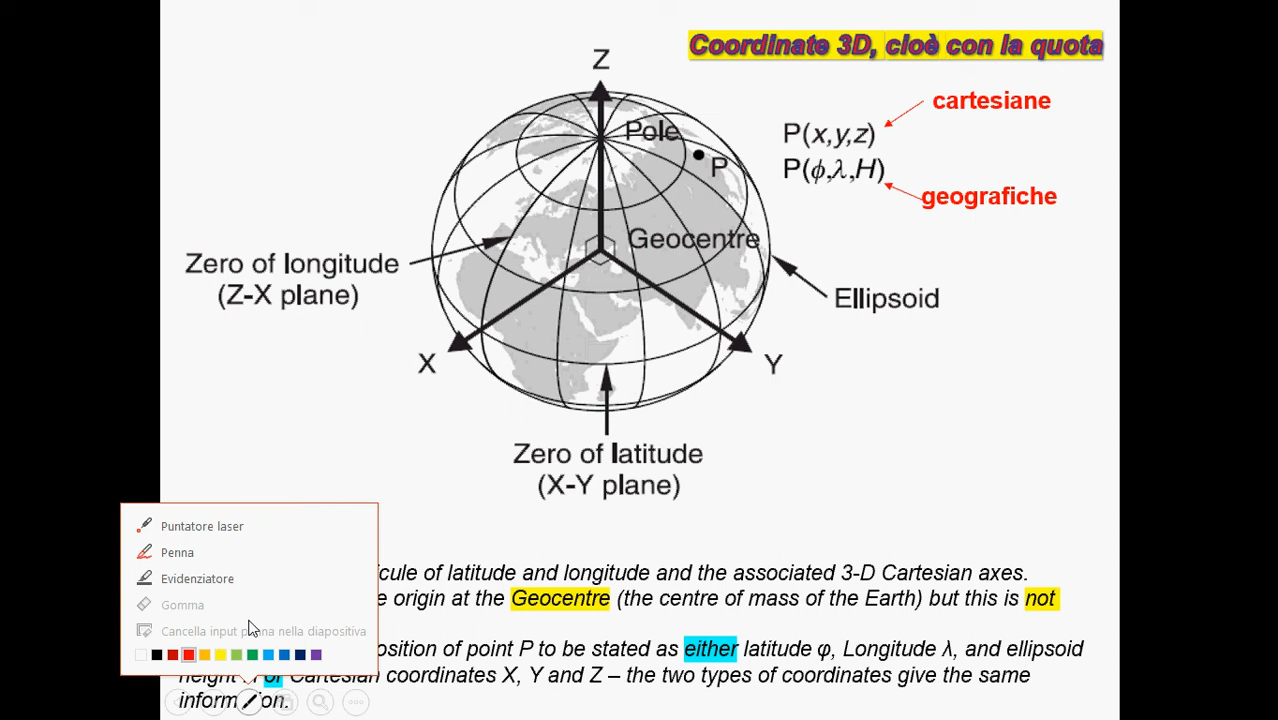 Coordinate 3D, cioè con la quota
Z
cartesiane
Pole
P(x,y,z)
P
P(ϕ,λ,H)
geografiche
Geocentre
Zero of longitude
(Z-X plane)
Ellipsoid
X
Y
Zero of latitude
(X-Y plane)
Puntatore laser
Penna
Evidenziatore
Gomma
Cancella input penna nella diapositiva
cule of latitude and longitude and the associated 3-D Cartesian axes.
e origin at the Geocentre (the centre of mass of the Earth) but this is not
osition of point P to be stated as either latitude φ, Longitude λ, and ellipsoid
height or Cartesian coordinates X, Y and Z – the two types of coordinates give the same
information.